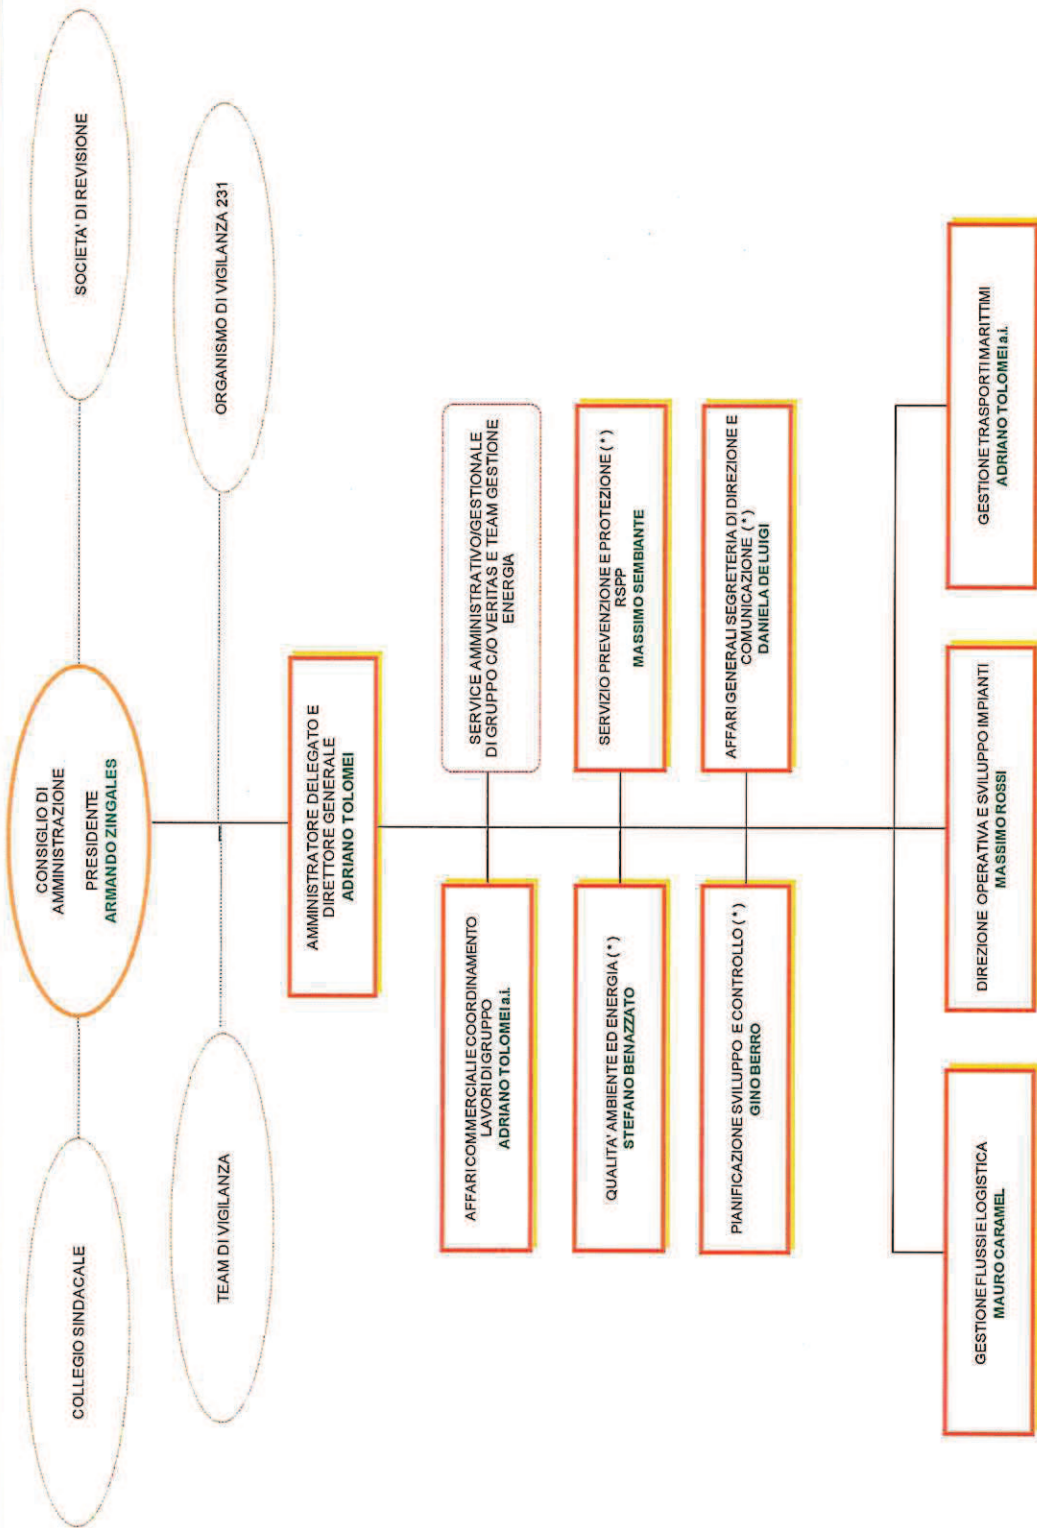 CONSIGLIO DI
AMMINISTRAZIONE
PRESIDENTE
ARMANDO ZINGALES
COLLEGIO SINDACALE
SOCIETA' DI REVISIONE
TEAM DI VIGILANZA
ORGANISMO DI VIGILANZA 231
AMMINISTRATORE DELEGATO E
DIRETTORE GENERALE
ADRIANO TOLOMEI
AFFARI COMMERCIALI E COORDINAMENTO
LAVORI DI GRUPPO
ADRIANO TOLOMEI a.i.
SERVICE AMMINISTRATIVO/GESTIONALE
DI GRUPPO C/O VERITAS E TEAM GESTIONE
ENERGIA
QUALITA' AMBIENTE ED ENERGIA (*)
STEFANO BENAZZATO
SERVIZIO PREVENZIONE E PROTEZIONE (*)
RSPP
MASSIMO SEMBIANTE
PIANIFICAZIONE SVILUPPO E CONTROLLO (*)
GINO BERRO
AFFARI GENERALI SEGRETERIA DI DIREZIONE E
COMUNICAZIONE (*)
DANIELA DE LUIGI
GESTIONE FLUSSI E LOGISTICA
MAURO CARAMEL
DIREZIONE OPERATIVA E SVILUPPO IMPIANTI
MASSIMO ROSSI
GESTIONE TRASPORTI MARITTIMI
ADRIANO TOLOMEI a.i.